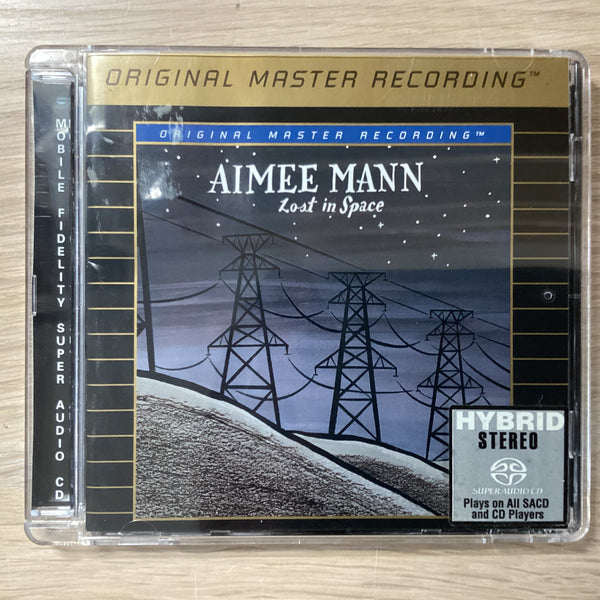 ORIGINAL MASTER RECORDING™
ORIGINAL MASTER RECORDING™
AIMEE MANN
Lost in Space
MOBILE FIDELITY SUPER AUDIO CD
HYBRID
STEREO
SUPER AUDIO CD
Plays on All SACD
and CD Players